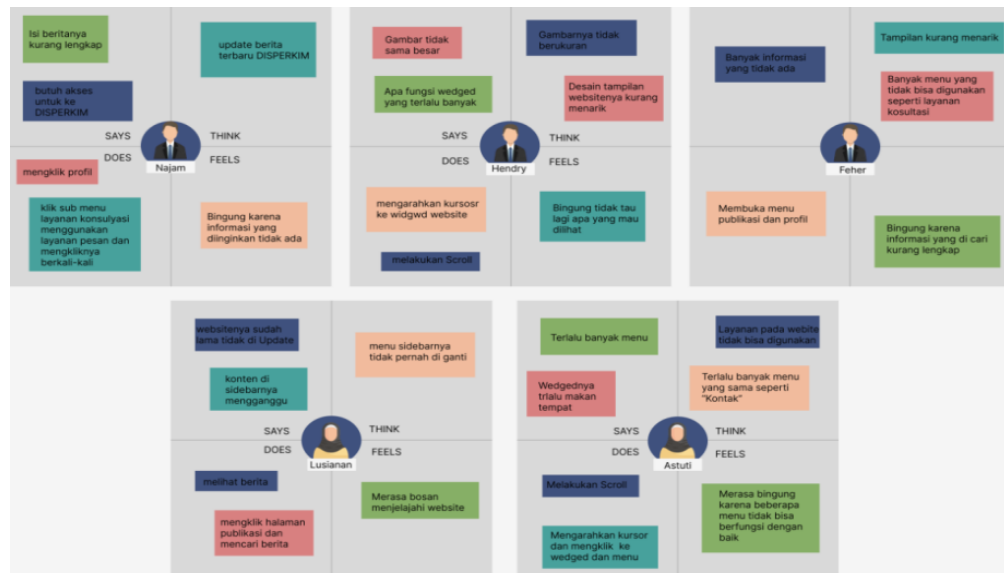 Isi beritanya
kurang lengkap
update berita
terbaru DISPERKIM
butuh akses
untuk ke
DISPERKIM
SAYS
THINK
DOES
FEELS
Najam
mengklik profil
klik sub menu
layanan konsulyasi
menggunakan
layanan pesan dan
mengkliknya
berkali-kali
Bingung karena
informasi yang
diinginkan tidak ada
Gambar tidak
sama besar
Gambarnya tidak
berukuran
Apa fungsi wedged
yang terlalu banyak
Desain tampilan
websitenya kurang
menarik
SAYS
THINK
DOES
FEELS
Hendry
mengarahkan kursosr
ke widgwd website
melakukan Scroll
Bingung tidak tau
lagi apa yang mau
dilihat
Banyak informasi
yang tidak ada
Tampilan kurang menarik
Banyak menu yang
tidak bisa digunakan
seperti layanan
kosultasi
Feher
Membuka menu
publikasi dan profil
Bingung karena
informasi yang di cari
kurang lengkap
websitenya sudah
lama tidak di Update
menu sidebarnya
tidak pernah di ganti
konten di
sidebarnya
mengganggu
SAYS
THINK
DOES
FEELS
Lusianan
melihat berita
mengklik halaman
publikasi dan
mencari berita
Merasa bosan
menjelajahi website
Terlalu banyak menu
Layanan pada webite
tidak bisa digunakan
Wedgednya
trlalu makan
tempat
Terlalu banyak menu
yang sama seperti
"Kontak"
SAYS
THINK
DOES
FEELS
Astuti
Melakukan Scroll
Mengarahkan kursor
dan mengklik ke
wedged dan menu
Merasa bingung
karena beberapa
menu tidak bisa
berfungsi dengan
baik